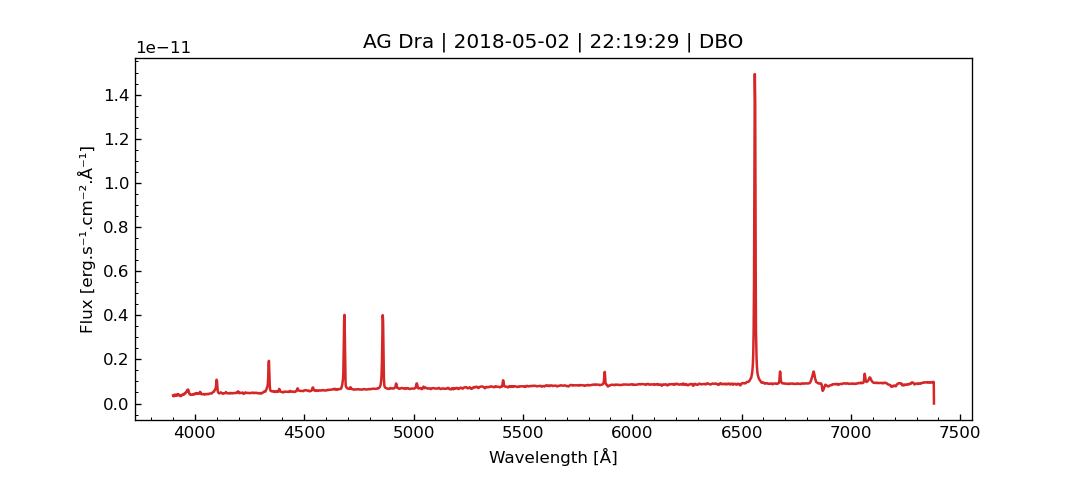 AG Dra | 2018-05-02 | 22:19:29 | DBO
1e−11
1.4
1.2
1.0
0.8
0.6
0.4
0.2
0.0
Flux [erg.s⁻¹.cm⁻².Å⁻¹]
4000 4500 5000 5500 6000 6500 7000 7500
Wavelength [Å]